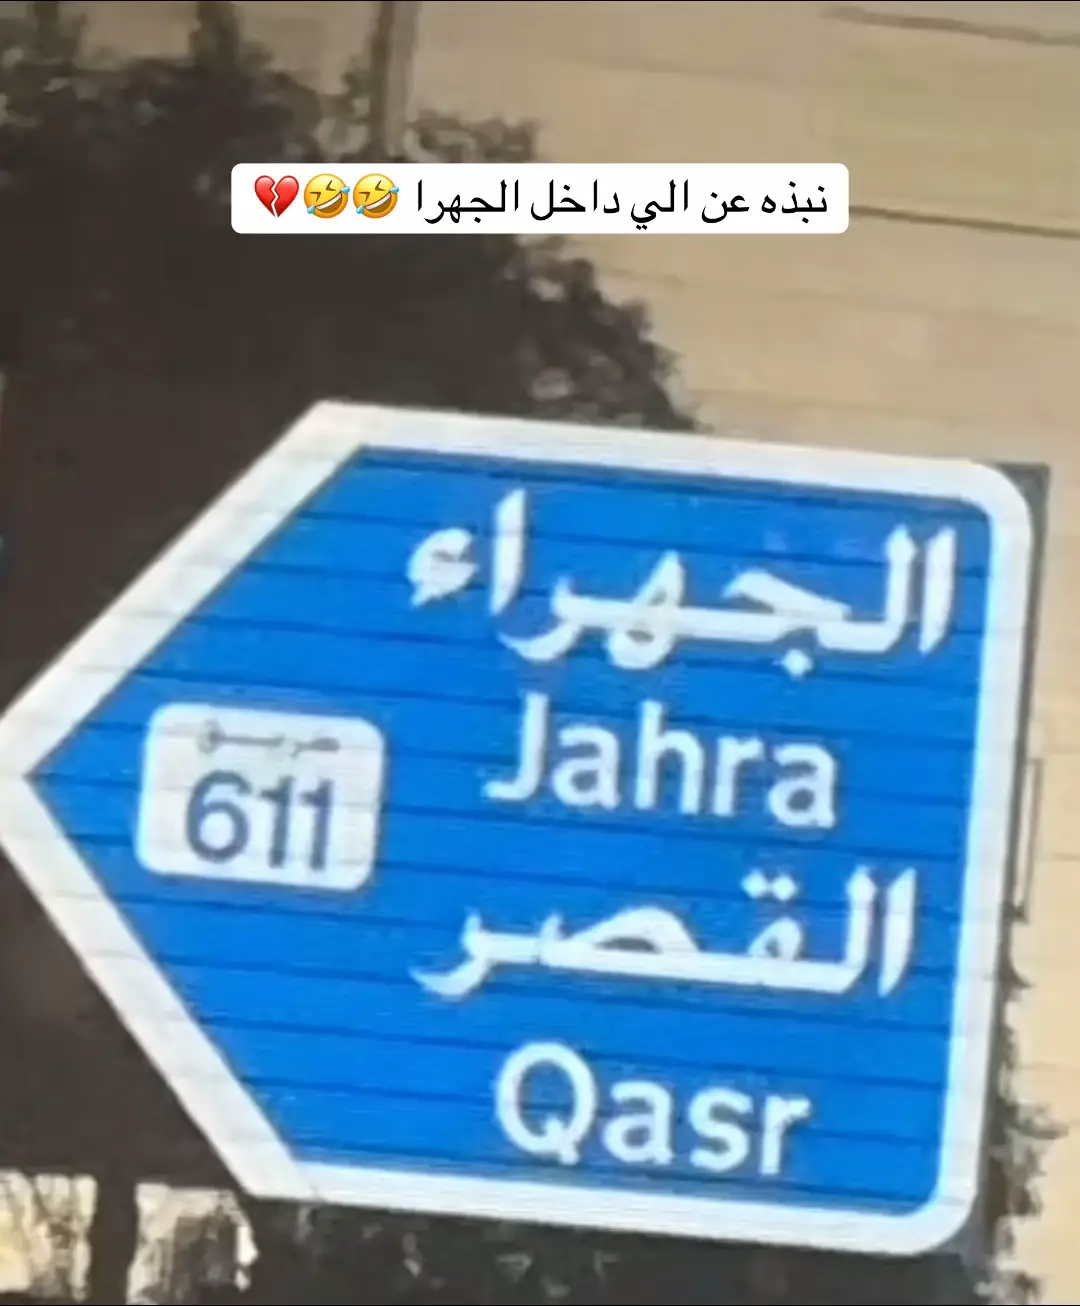 نبذه عن الي داخل الجهرا 🤣🤣💔
الجهراء
Jahra
طريق
611
القصر
Qasr